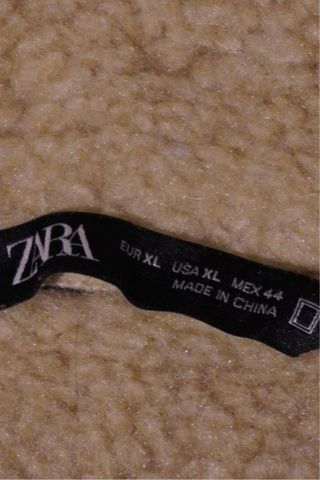 ZARA
EUR XL USA XL MEX 44
MADE IN CHINA